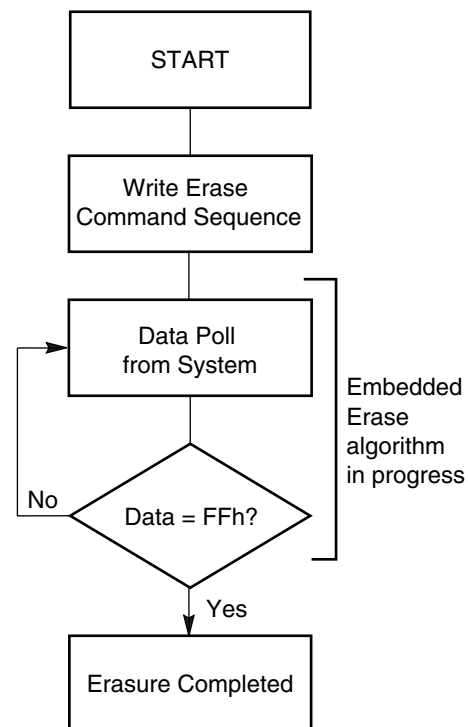 START
Write Erase
Command Sequence
Data Poll
from System
Embedded
Erase
algorithm
in progress
No
Data = FFh?
Yes
Erasure Completed